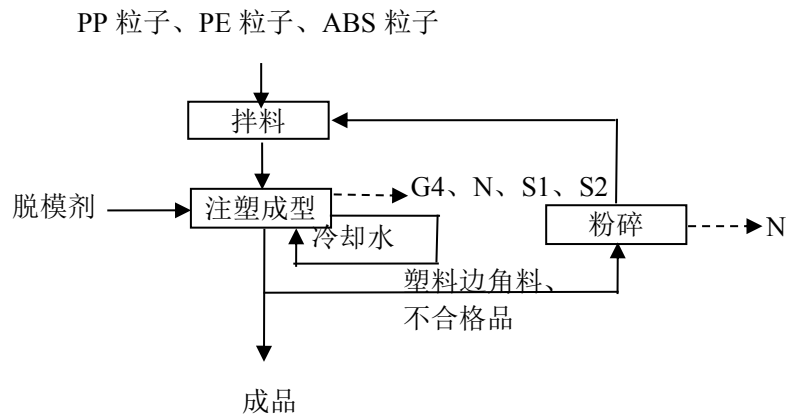 PP 粒子、PE 粒子、ABS 粒子
拌料
脱模剂
注塑成型
G4、N、S1、S2
粉碎
N
冷却水
塑料边角料、
不合格品
成品